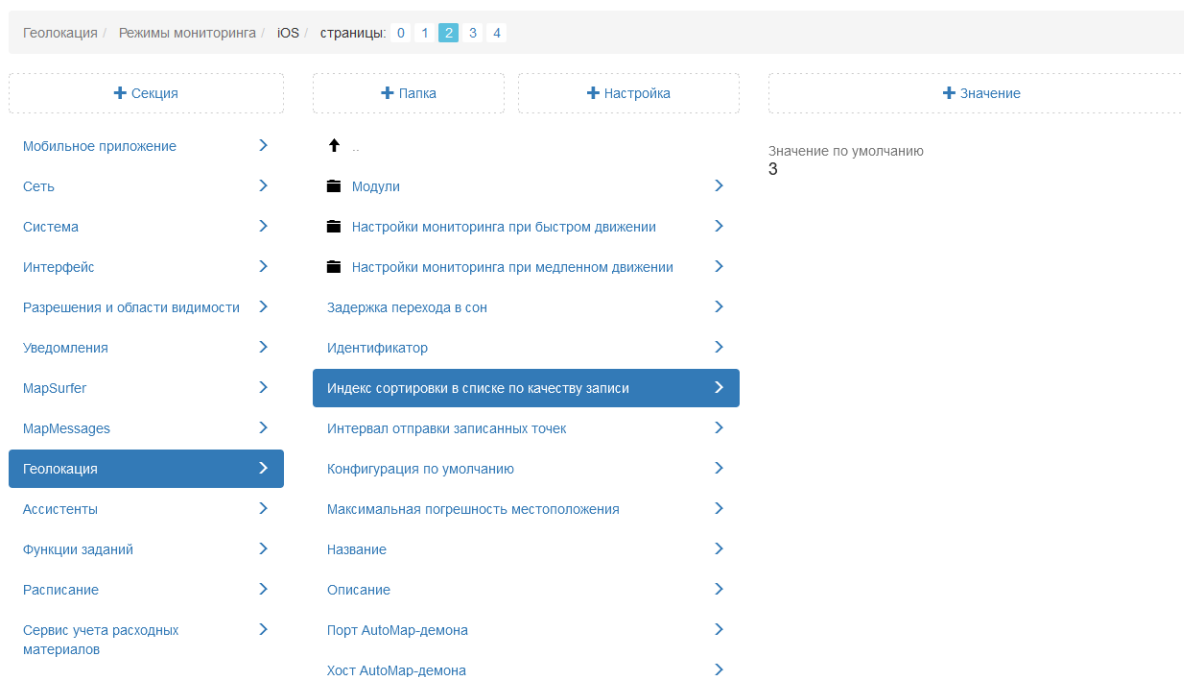 Геолокация / Режимы мониторинга / iOS / страницы: 0 1 2 3 4
+ Секция
+ Папка
+ Настройка
+ Значение
Мобильное приложение
Сеть
Система
Интерфейс
Разрешения и области видимости
Уведомления
MapSurfer
MapMessages
Геолокация
Ассистенты
Функции заданий
Расписание
Сервис учета расходных
материалов
..
Модули
Настройки мониторинга при быстром движении
Настройки мониторинга при медленном движении
Задержка перехода в сон
Идентификатор
Индекс сортировки в списке по качеству записи
Интервал отправки записанных точек
Конфигурация по умолчанию
Максимальная погрешность местоположения
Название
Описание
Порт AutoMap-демона
Хост AutoMap-демона
Значение по умолчанию
3